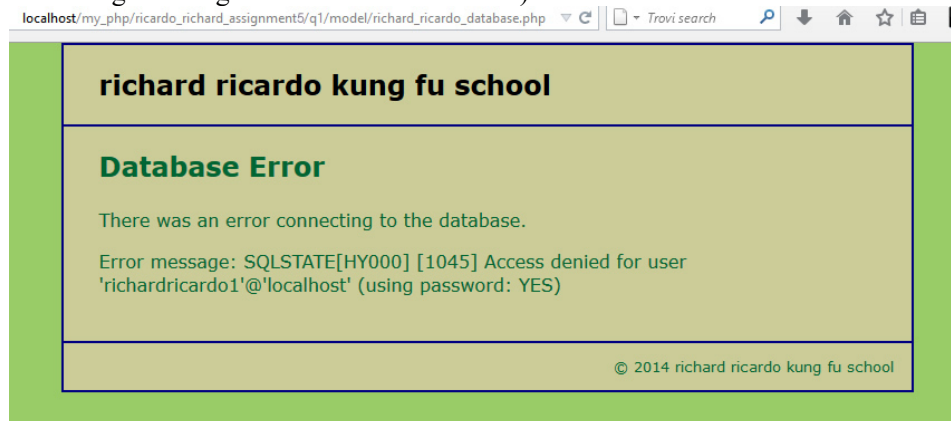 localhost/my_php/ricardo_richard_assignment5/q1/model/richard_ricardo_database.php Trovi search
richard ricardo kung fu school
Database Error
There was an error connecting to the database.
Error message: SQLSTATE[HY000] [1045] Access denied for user
'richardricardo1'@'localhost' (using password: YES)
© 2014 richard ricardo kung fu school